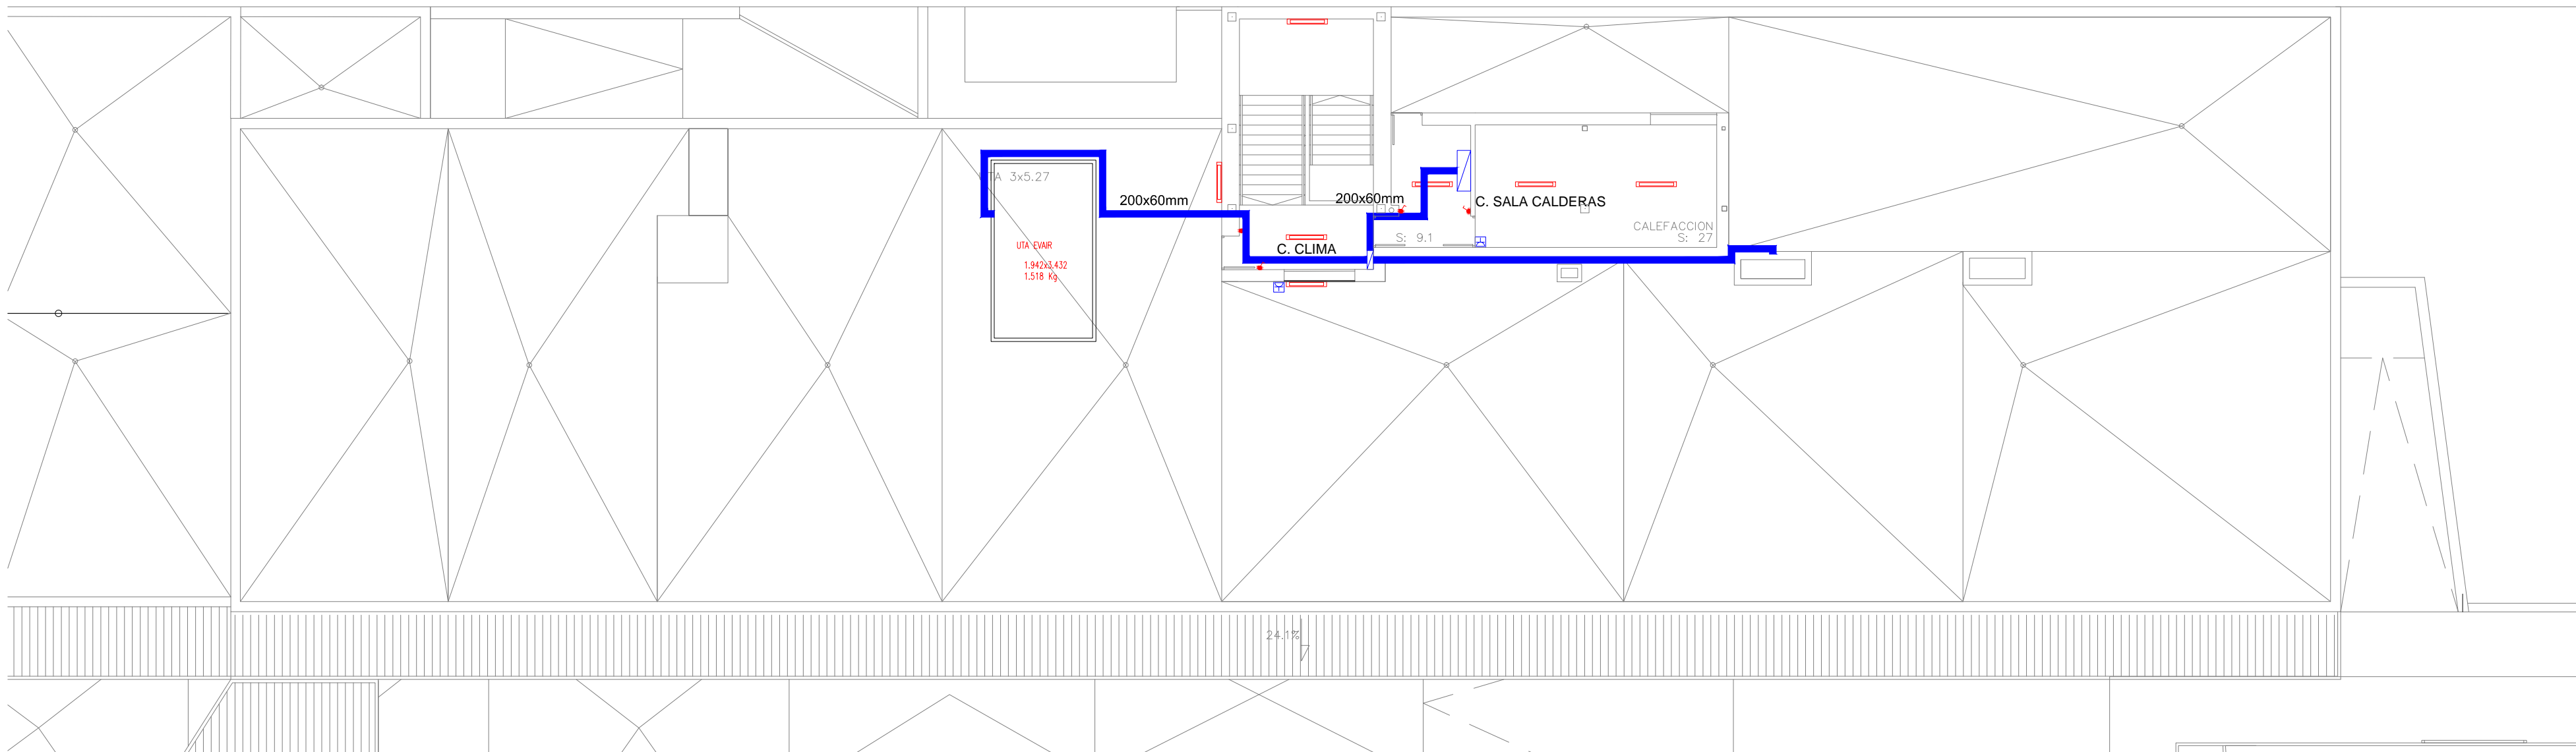 UTA 3x5.27
200x60mm
200x60mm
C. SALA CALDERAS
CALEFACCION
S: 27
S: 9.1
UTA EVAIR
1.942x3.432
1.518 Kg
C. CLIMA
24.1%